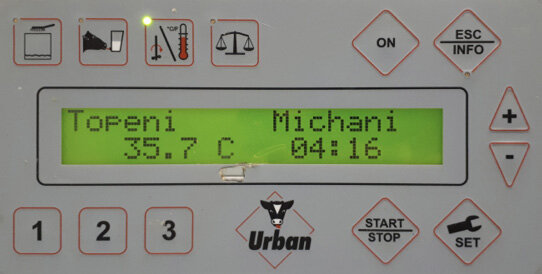 °C/F
ON
ESC
INFO
Topeni Michani
35.7 C 04:16
+
-
1 2 3
Urban
START
STOP
SET